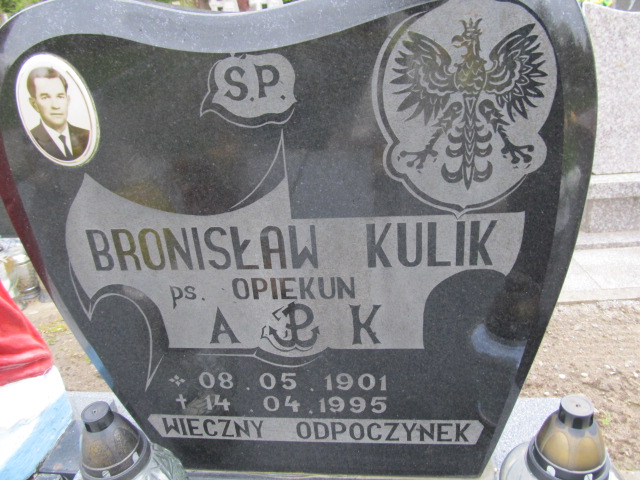 Ś.P.
BRONISŁAW KULIK
ps. OPIEKUN
A K
08.05.1901
14.04.1995
WIECZNY ODPOCZYNEK